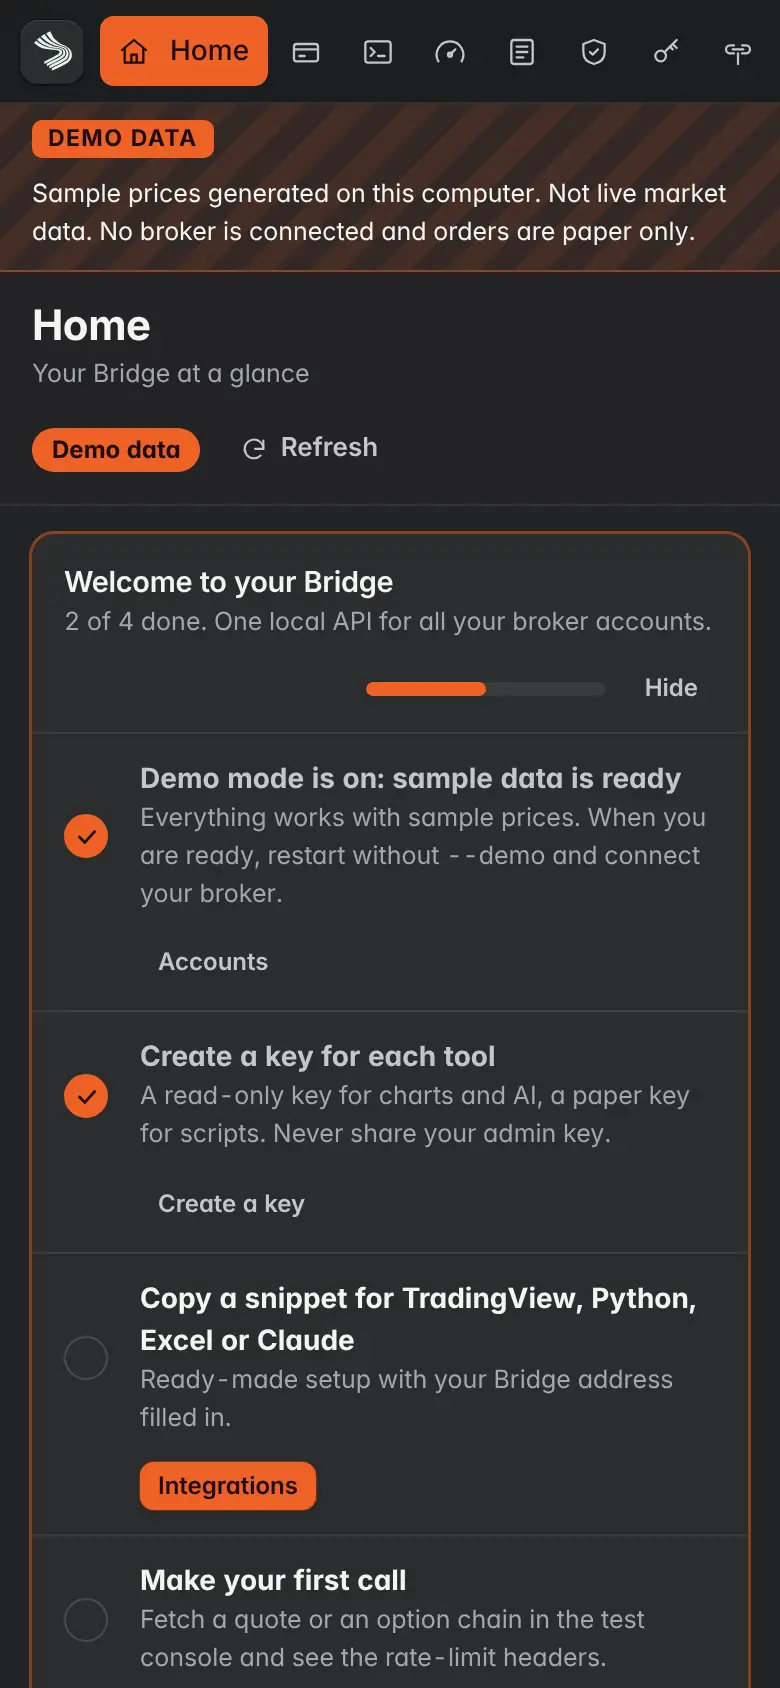 Home
DEMO DATA
Sample prices generated on this computer. Not live market
data. No broker is connected and orders are paper only.
Home
Your Bridge at a glance
Demo data
Refresh
Welcome to your Bridge
2 of 4 done. One local API for all your broker accounts.
Hide
Demo mode is on: sample data is ready
Everything works with sample prices. When you
are ready, restart without --demo and connect
your broker.
Accounts
Create a key for each tool
A read-only key for charts and AI, a paper key
for scripts. Never share your admin key.
Create a key
Copy a snippet for TradingView, Python,
Excel or Claude
Ready-made setup with your Bridge address
filled in.
Integrations
Make your first call
Fetch a quote or an option chain in the test
console and see the rate-limit headers.